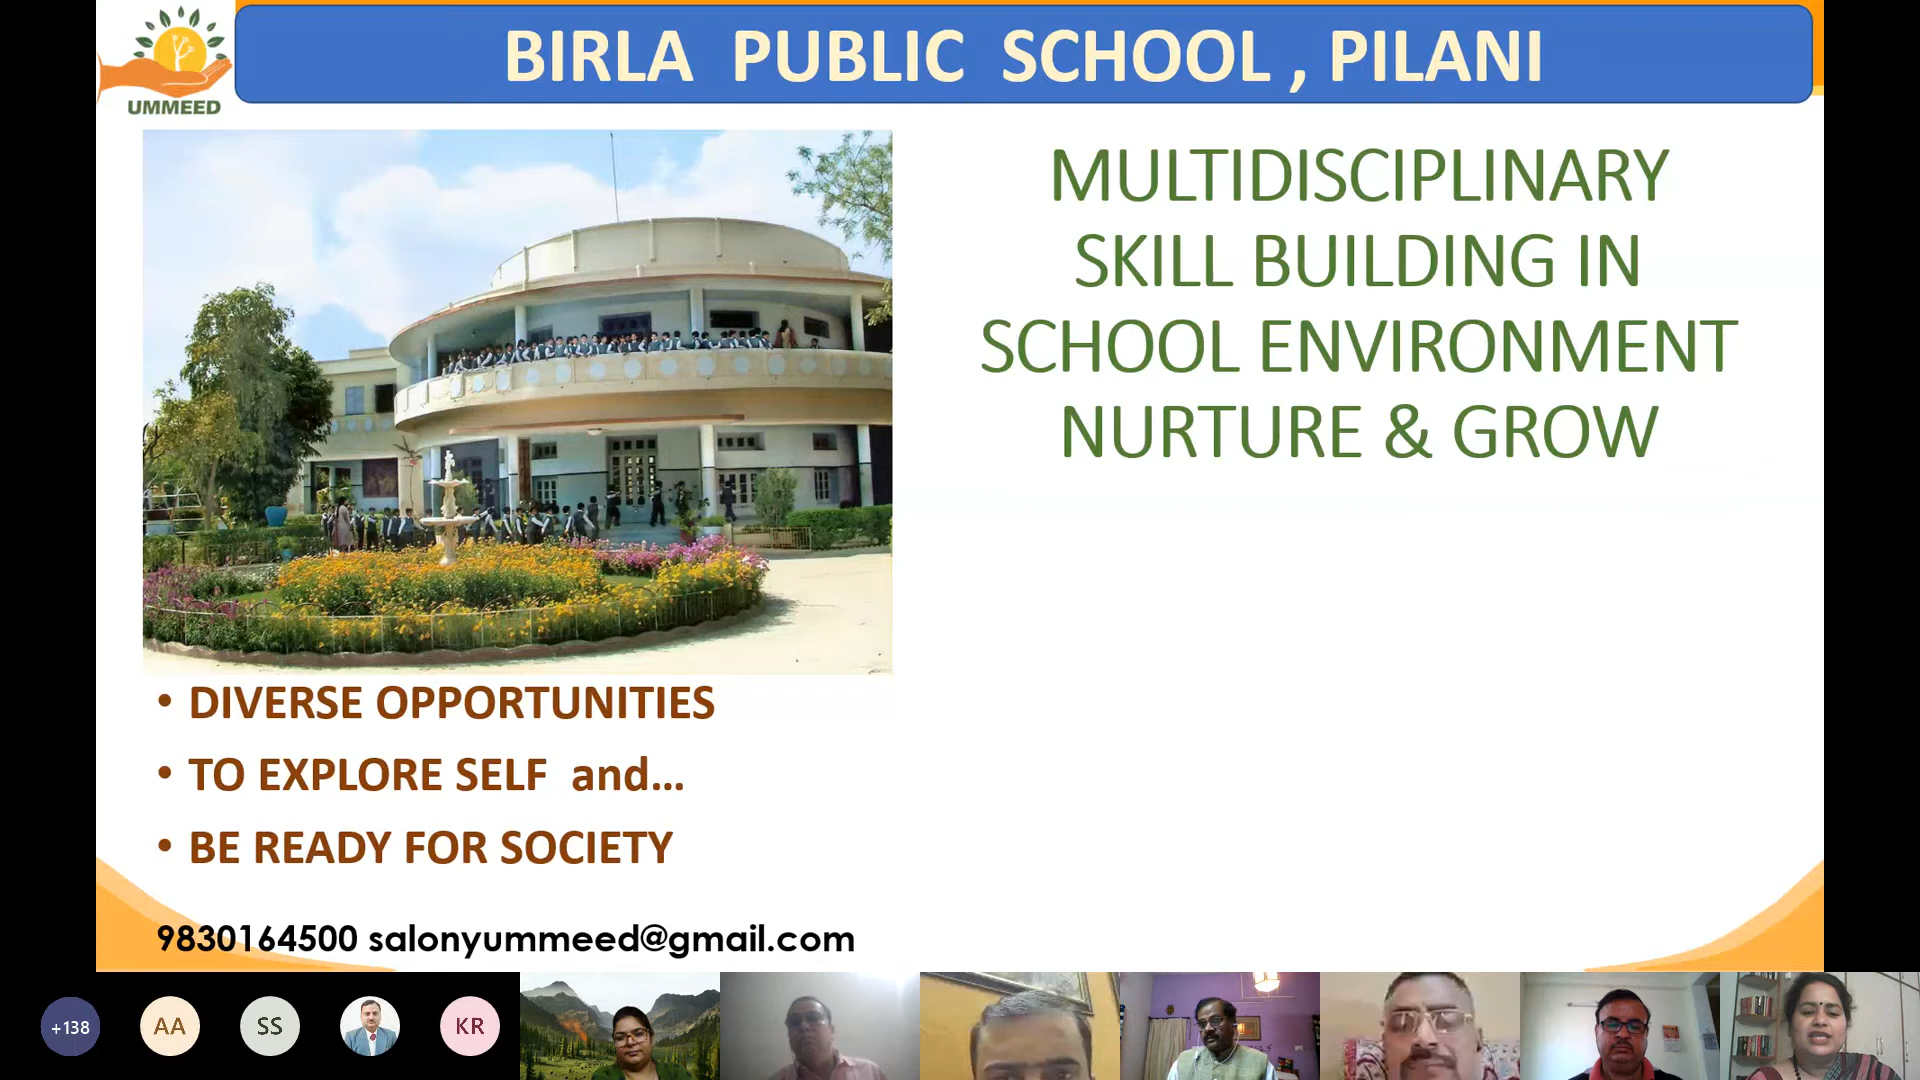 UMMEED
BIRLA PUBLIC SCHOOL , PILANI
MULTIDISCIPLINARY
SKILL BUILDING IN
SCHOOL ENVIRONMENT
NURTURE & GROW
• DIVERSE OPPORTUNITIES
• TO EXPLORE SELF and...
• BE READY FOR SOCIETY
9830164500 salonyummeed@gmail.com
+138
AA
SS
KR